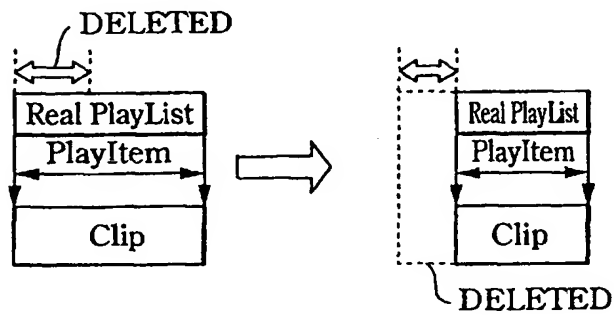 DELETED
Real PlayList
PlayItem
Clip
Real PlayList
PlayItem
Clip
DELETED